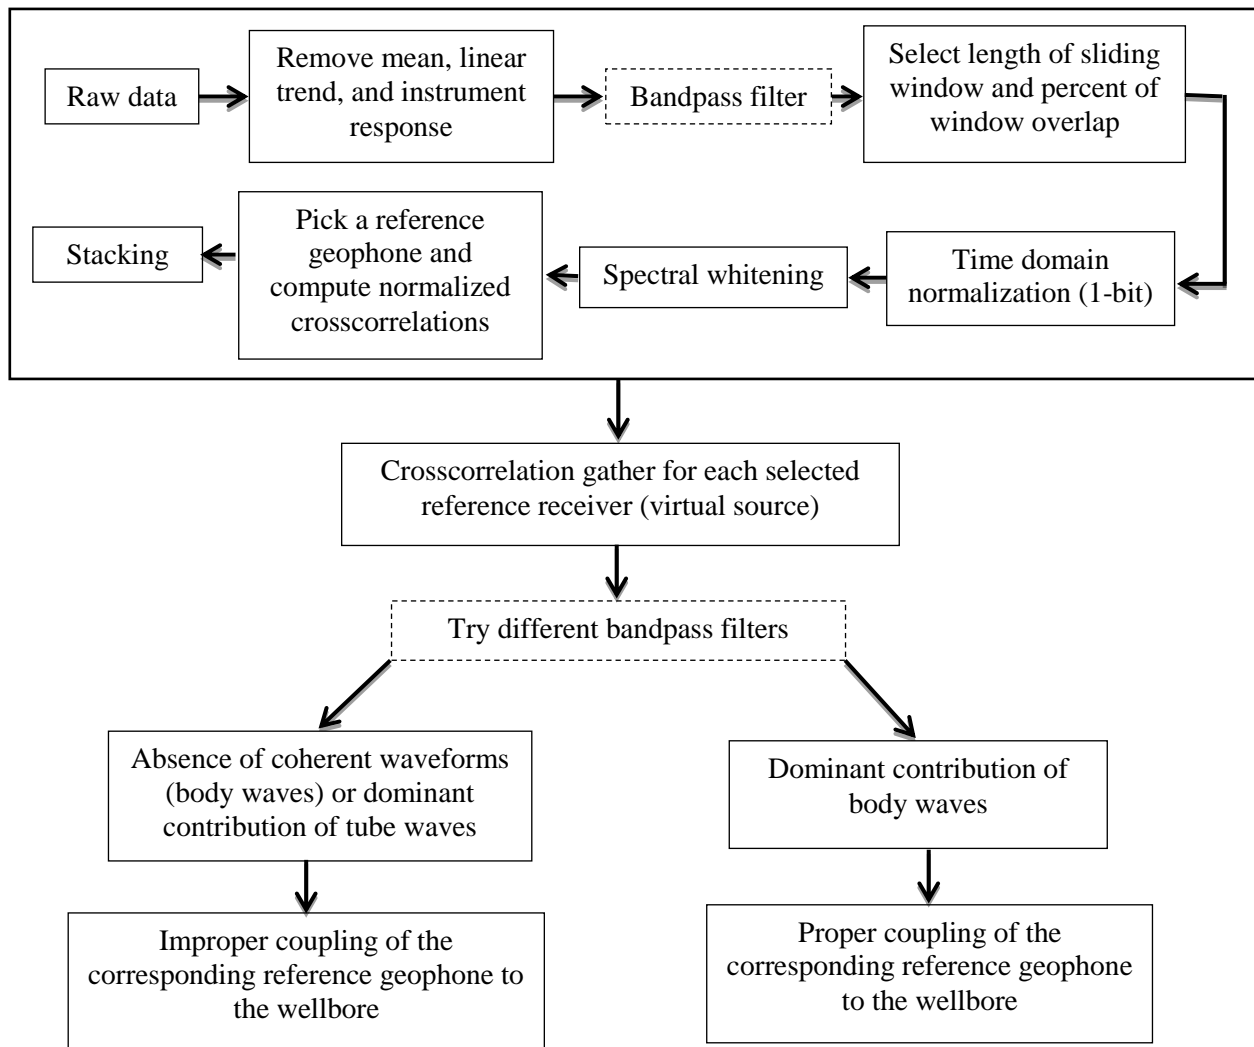 Raw data
Remove mean, linear
trend, and instrument
response
Bandpass filter
Select length of sliding
window and percent of
window overlap
Time domain
normalization (1-bit)
Spectral whitening
Pick a reference
geophone and
compute normalized
crosscorrelations
Stacking
Crosscorrelation gather for each selected
reference receiver (virtual source)
Try different bandpass filters
Absence of coherent waveforms
(body waves) or dominant
contribution of tube waves
Dominant contribution of
body waves
Improper coupling of the
corresponding reference geophone to
the wellbore
Proper coupling of the
corresponding reference geophone
to the wellbore